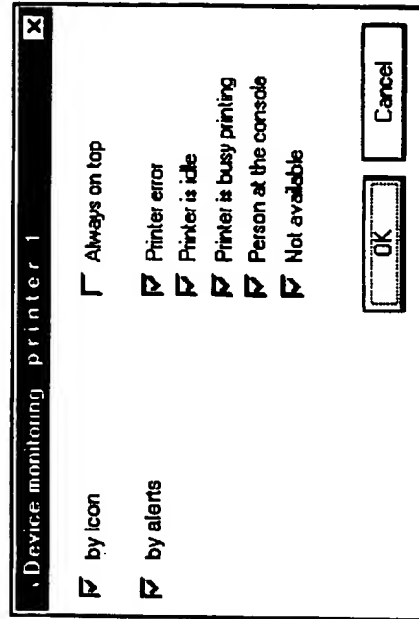 Device monitoring printer 1
by Icon
Always on top
by alerts
Printer error
Printer is idle
Printer is busy printing
Person at the console
Not available
OK
Cancel